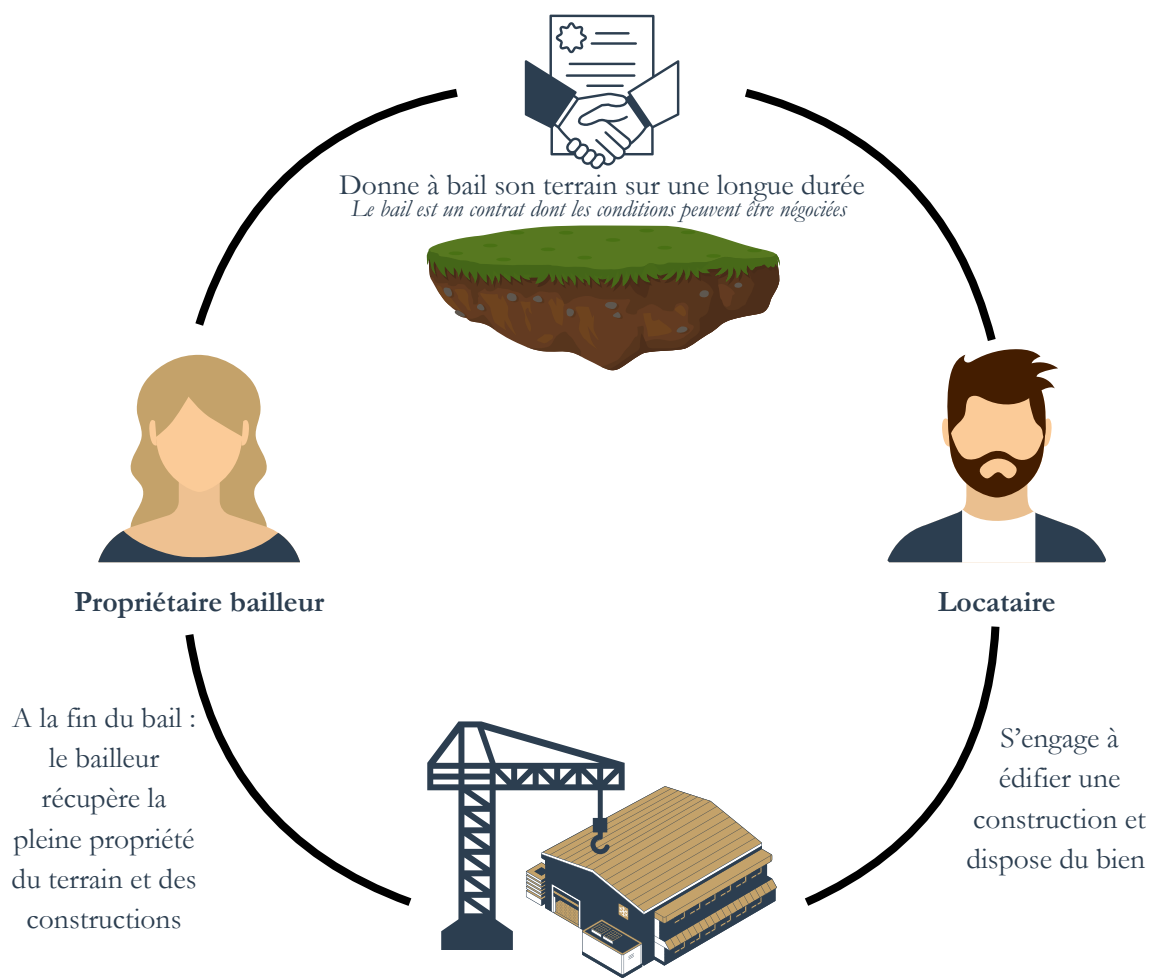 Donne à bail son terrain sur une longue durée
Le bail est un contrat dont les conditions peuvent être négociées
Propriétaire bailleur
Locataire
A la fin du bail :
le bailleur
récupère la
pleine propriété
du terrain et des
constructions
S’engage à
édifier une
construction et
dispose du bien